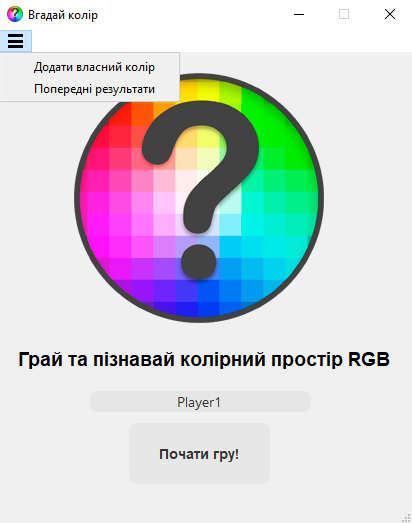 Вгадай колір
Додати власний колір
Попередні результати
?
Грай та пізнавай колірний простір RGB
Player1
Почати гру!